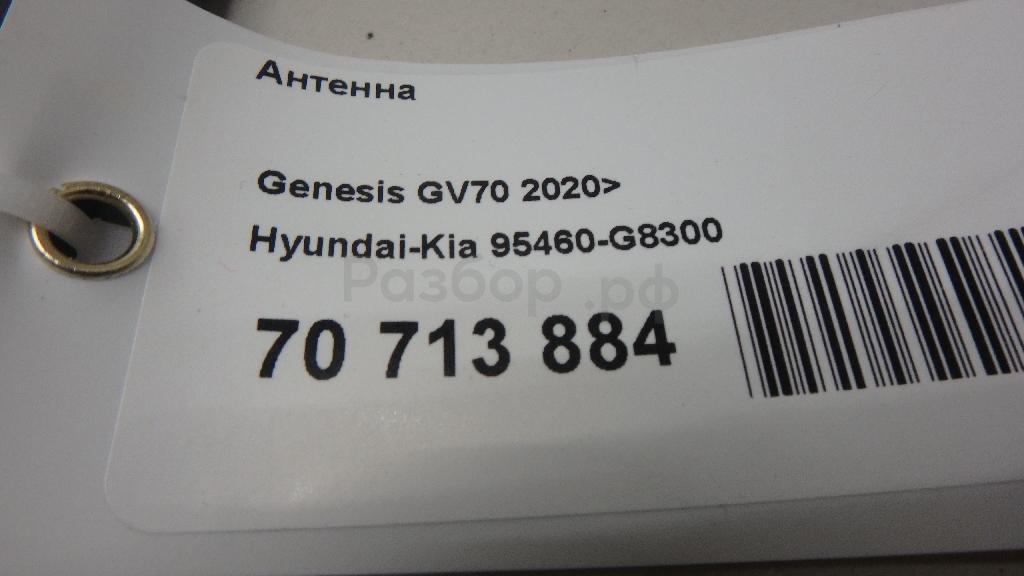 Антенна
Genesis GV70 2020>
Hyundai-Kia 95460-G8300
Разбор.рф
70 713 884